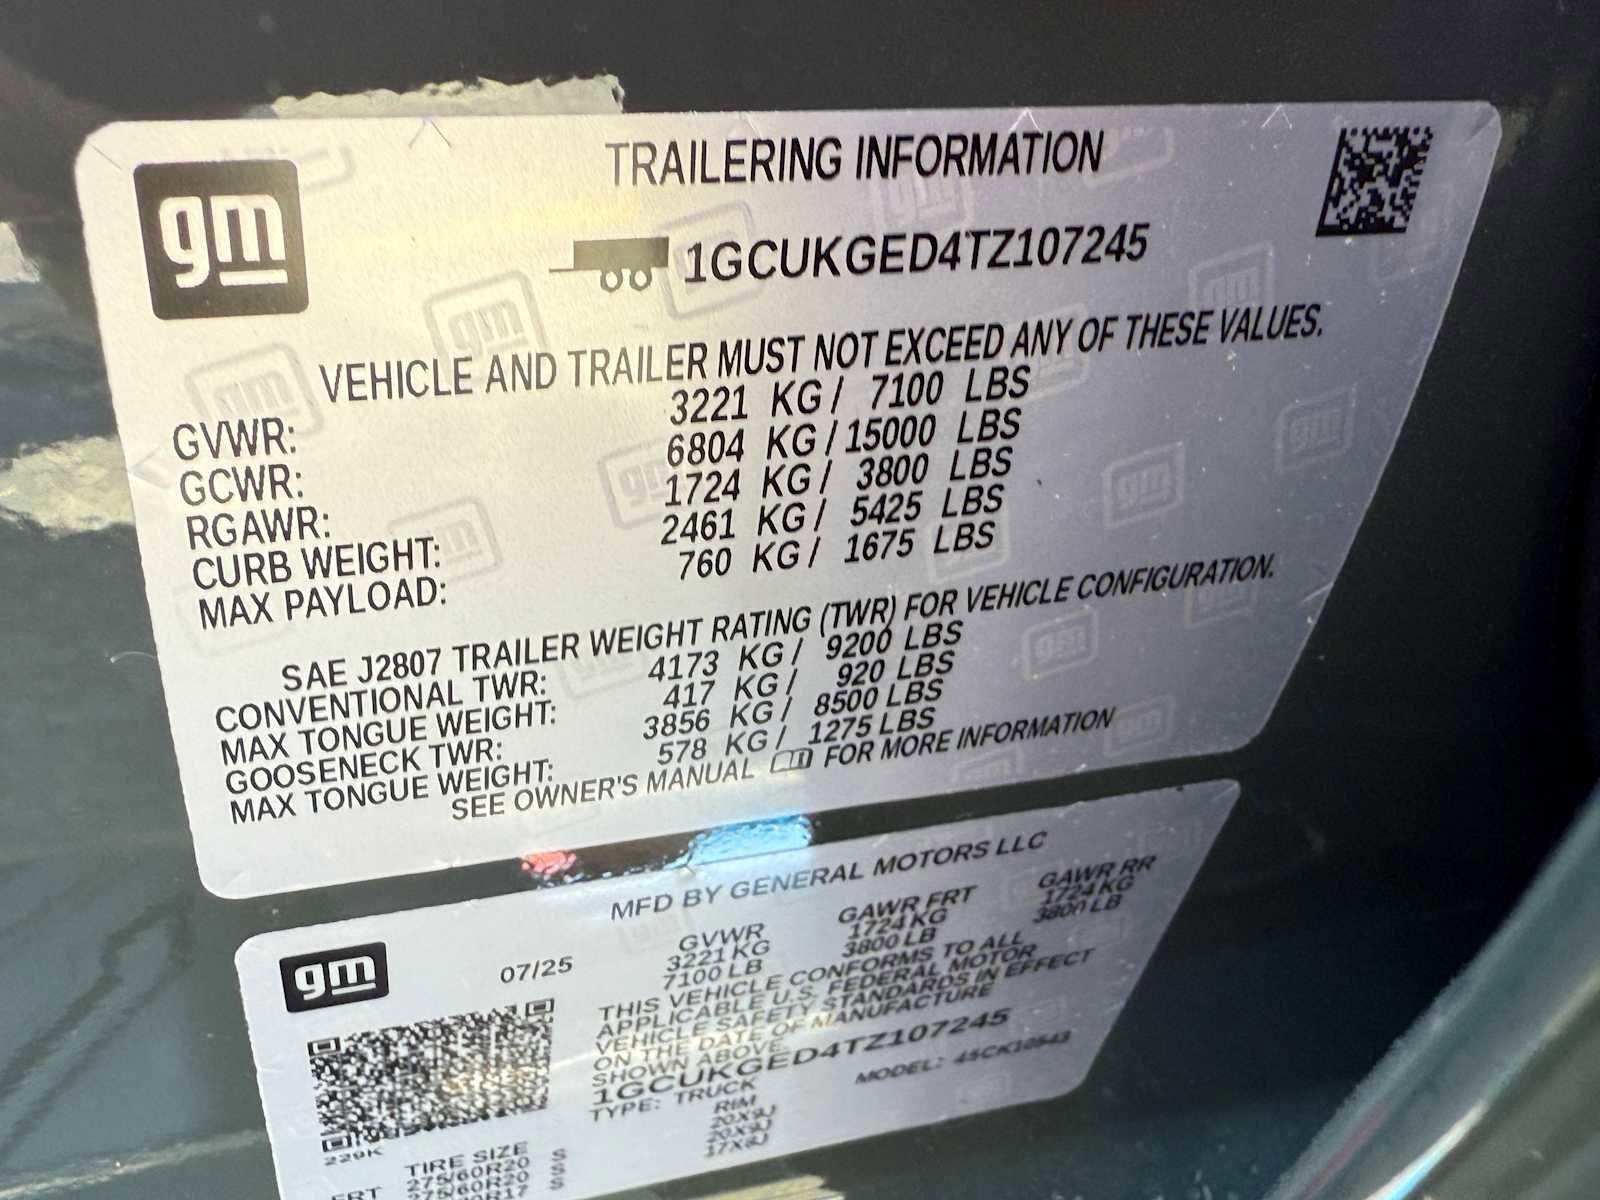 gm
TRAILERING INFORMATION
1GCUKGED4TZ107245
VEHICLE AND TRAILER MUST NOT EXCEED ANY OF THESE VALUES.
GVWR: 3221 KG/ 7100 LBS
GCWR: 6804 KG/15000 LBS
RGAWR: 1724 KG/ 3800 LBS
CURB WEIGHT: 2461 KG/ 5425 LBS
MAX PAYLOAD: 760 KG/ 1675 LBS
SAE J2807 TRAILER WEIGHT RATING (TWR) FOR VEHICLE CONFIGURATION.
CONVENTIONAL TWR: 4173 KG/ 9200 LBS
MAX TONGUE WEIGHT: 417 KG/ 920 LBS
GOOSENECK TWR: 3856 KG/ 8500 LBS
MAX TONGUE WEIGHT: 578 KG/ 1275 LBS
SEE OWNER'S MANUAL FOR MORE INFORMATION
gm
MFD BY GENERAL MOTORS LLC
07/25
GVWR GAWR FRT GAWR RR
3221 KG 1724 KG 1724 KG
7100 LB 3800 LB 3800 LB
THIS VEHICLE CONFORMS TO ALL
APPLICABLE U.S. FEDERAL MOTOR
VEHICLE SAFETY STANDARDS IN EFFECT
ON THE DATE OF MANUFACTURE
SHOWN ABOVE.
1GCUKGED4TZ107245
TYPE: TRUCK MODEL: 45CK10543
229K
TIRE SIZE RIM
FRT 275/60R20 S 20X9J
275/60R20 S 20X9J
R17 S 17X8J